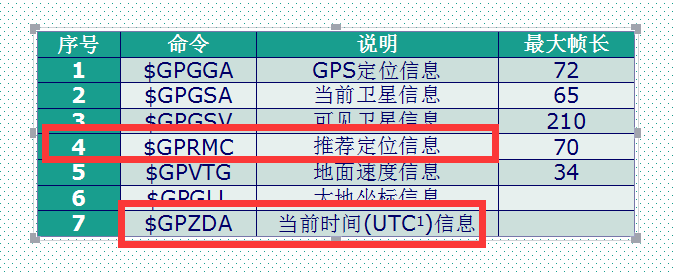 序号 命令 说明 最大帧长
1 $GPGGA GPS定位信息 72
2 $GPGSA 当前卫星信息 65
3 $GPGSV 可见卫星信息 210
4 $GPRMC 推荐定位信息 70
5 $GPVTG 地面速度信息 34
6 $GPGLL 大地坐标信息
7 $GPZDA 当前时间(UTC¹)信息